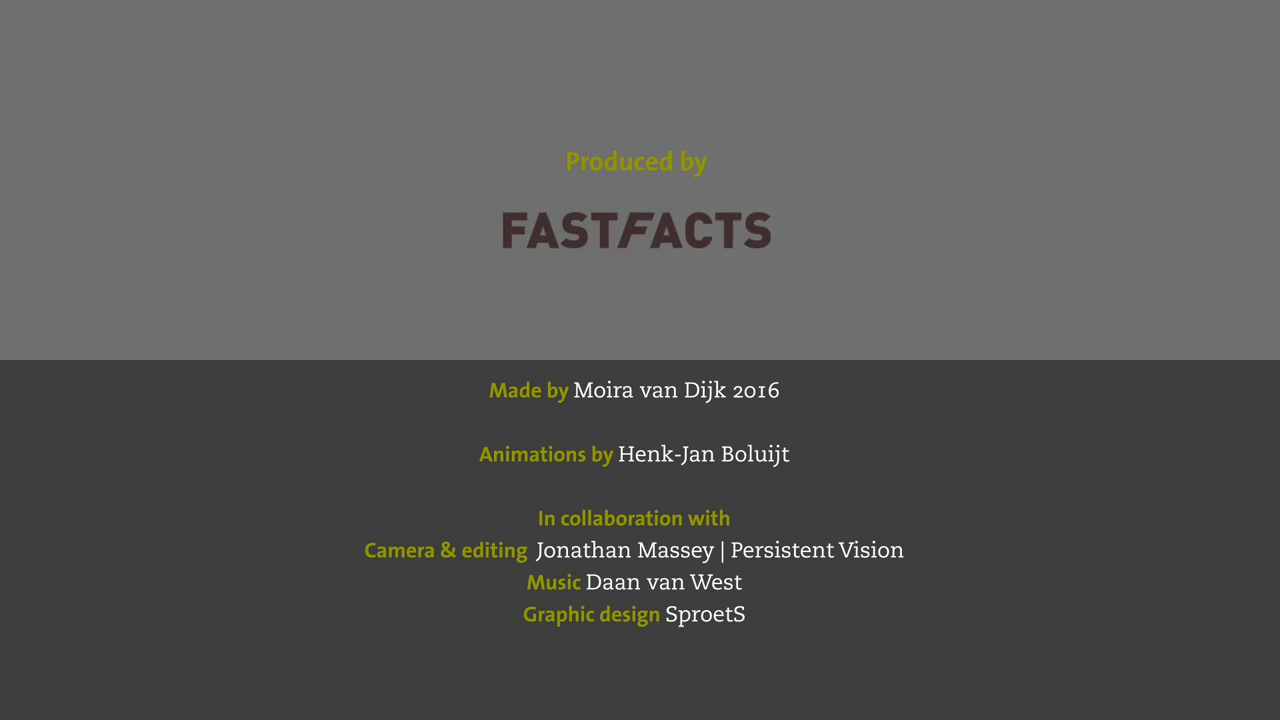 Produced by
FASTFACTS
Made by Moira van Dijk 2016
Animations by Henk-Jan Boluijt
In collaboration with
Camera & editing Jonathan Massey | Persistent Vision
Music Daan van West
Graphic design SproetS